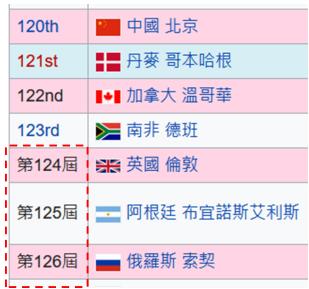 120th 中國 北京
121st 丹麥 哥本哈根
122nd 加拿大 溫哥華
123rd 南非 德班
第124屆 英國 倫敦
第125屆 阿根廷 布宜諾斯艾利斯
第126屆 俄羅斯 索契